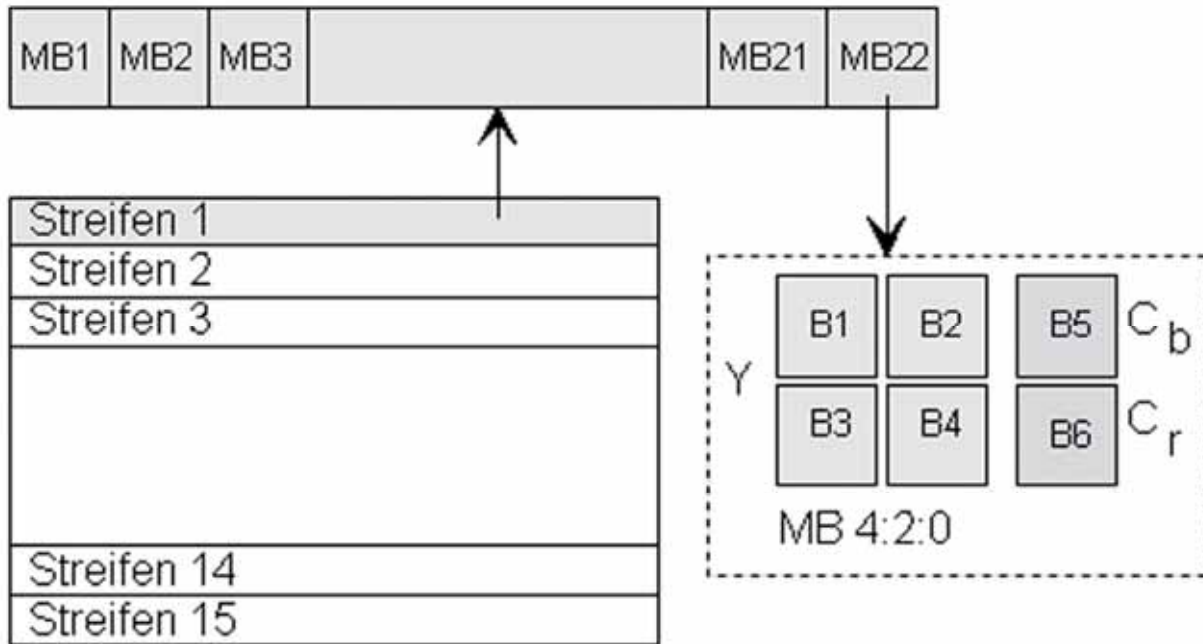 MB1 MB2 MB3 MB21 MB22
Streifen 1
Streifen 2
Streifen 3
Streifen 14
Streifen 15
B1 B2 B5 Cb
Y
B3 B4 B6 Cr
MB 4:2:0